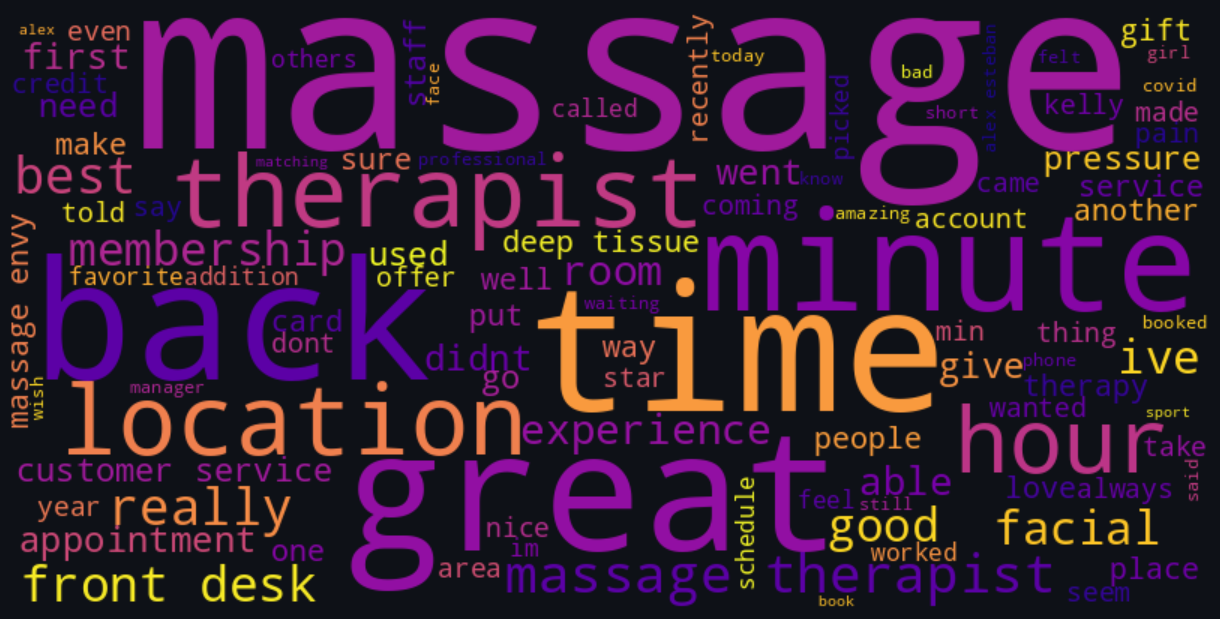 massage
alex
even
first
others
staff
face
recently
today
bad
alex esteban
felt
gift
girl
credit
need
called
picked
short
kelly
covid
made
pain
make
best
matching
sure
professional
therapist
went
know
came
pressure
service
told
say
coming
amazing
account
another
massage envy
membership
used
deep tissue
minute
favorite
addition
offer
well
room
back
card
dont
put
waiting
time
min
thing
booked
didnt
way
star
give
phone
ive
wish
manager
go
therapy
location
experience
people
wanted
sport
hour
take
customer service
great
able
feel
still
love
always
said
year
really
nice
im
schedule
good
facial
appointment
one
area
worked
front desk
massage therapist
place
seem
book